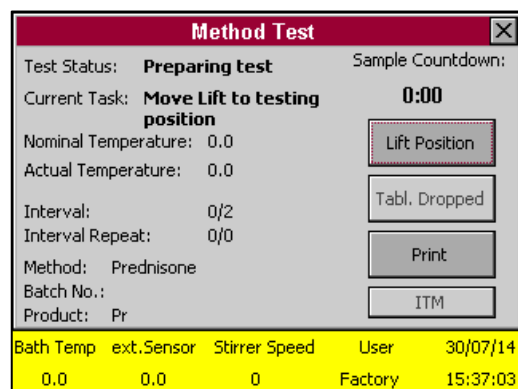 Method Test
Test Status: Preparing test
Sample Countdown:
Current Task: Move Lift to testing
position
0:00
Nominal Temperature: 0.0
Lift Position
Actual Temperature: 0.0
Tabl. Dropped
Interval: 0/2
Interval Repeat: 0/0
Print
Method: Prednisone
Batch No.:
ITM
Product: Pr
Bath Temp ext.Sensor Stirrer Speed User 30/07/14
0.0 0.0 0 Factory 15:37:03